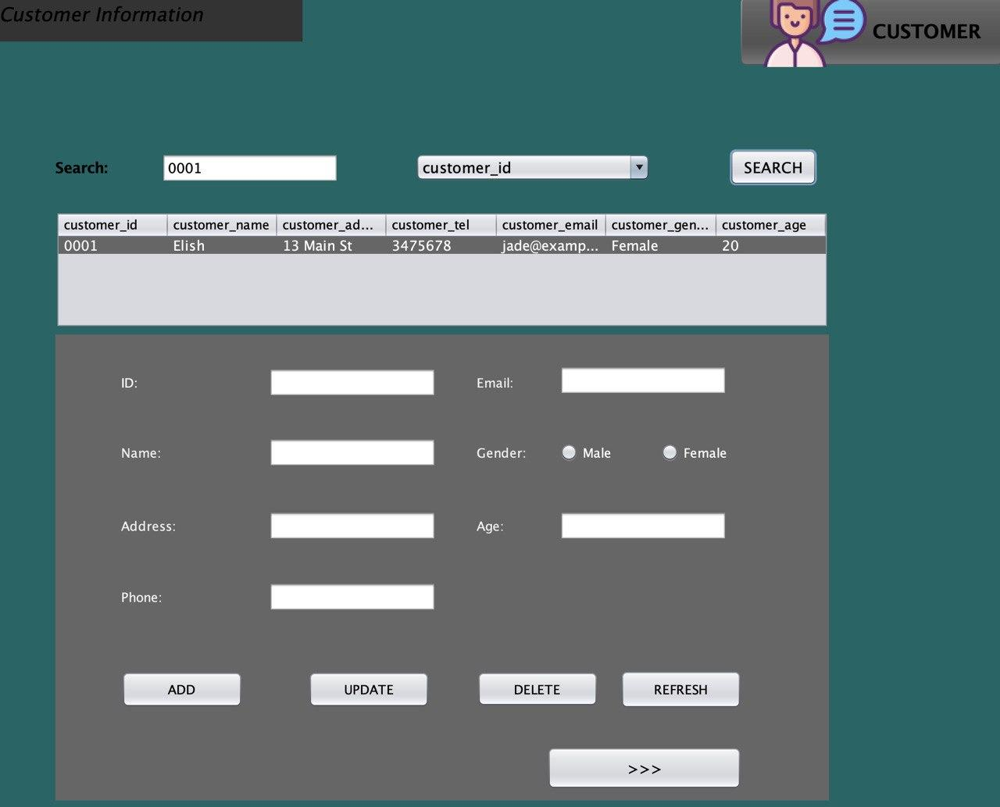 Customer Information
CUSTOMER
Search: 0001 customer_id SEARCH
customer_id customer_name customer_ad... customer_tel customer_email customer_gen... customer_age
0001 Elish 13 Main St 3475678 jade@examp... Female 20
ID: Email:
Name: Gender: Male Female
Address: Age:
Phone:
ADD UPDATE DELETE REFRESH
>>>